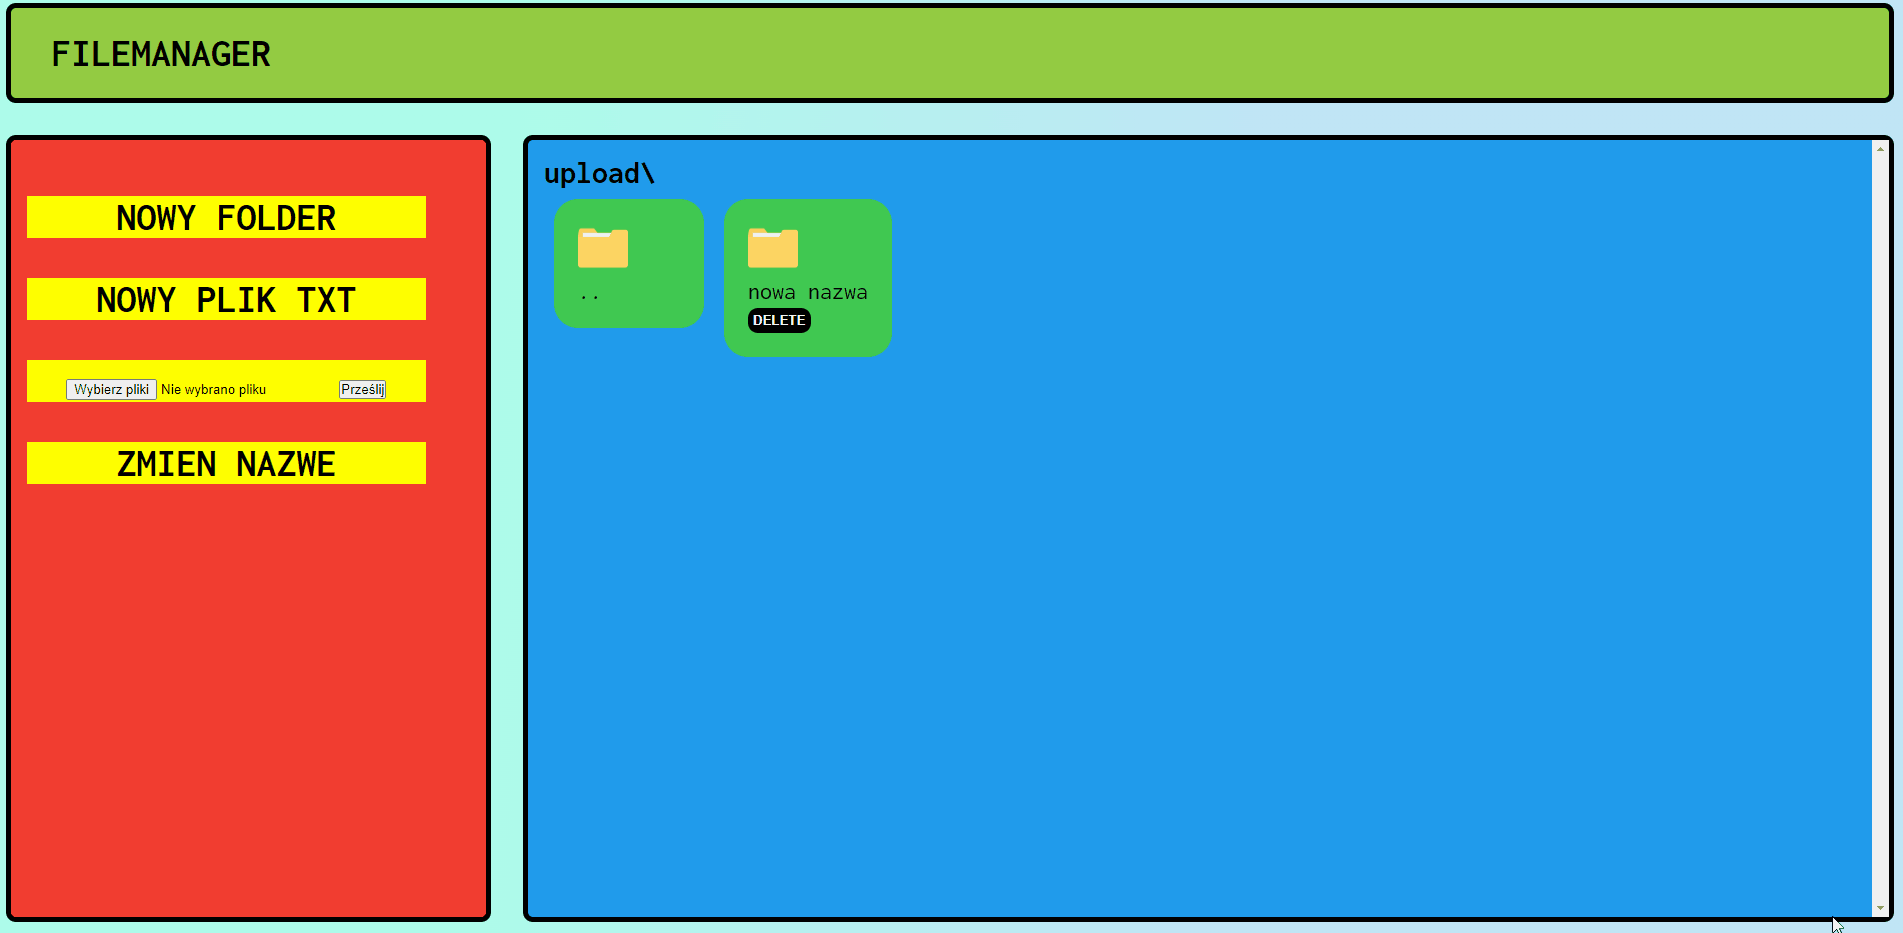 FILEMANAGER
NOWY FOLDER
NOWY PLIK TXT
Wybierz pliki Nie wybrano pliku Prześlij
ZMIEN NAZWE
upload\
..
nowa nazwa
DELETE